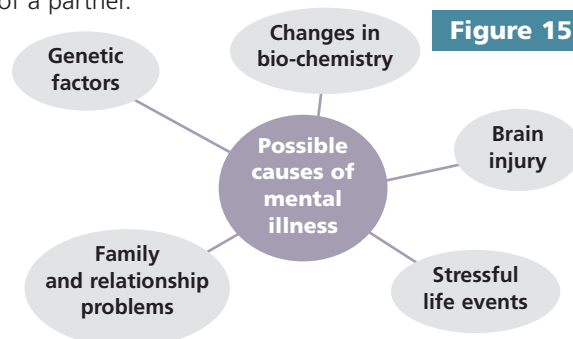 of a partner.
Figure 15
Changes in
bio-chemistry
Genetic
factors
Possible
causes of
mental
illness
Brain
injury
Family
and relationship
problems
Stressful
life events